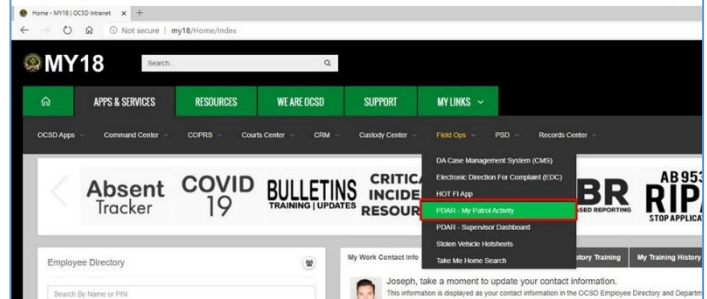 Home - MY18 | OCSD Intranet
Not secure | my18/Home/Index
MY18
Search...
APPS & SERVICES RESOURCES WE ARE OCSD SUPPORT MY LINKS
OCSD Apps Command Center COPRS Courts Center CRM Custody Center Field Ops PSD Records Center
DA Case Management System (CMS)
Electronic Direction For Complaint (EDC)
HOT FI App
PDAR - My Patrol Activity
PDAR - Supervisor Dashboard
Stolen Vehicle Hotsheets
Take Me Home Search
Absent
Tracker
COVID
19
BULLETINS
TRAINING | UPDATES
CRITICA
INCIDE
RESOUR
BR
SED REPORTING
AB 953
RIP
STOP APPLICA
Employee Directory
Search By Name or PIN
My Work Contact Info
atory Training
My Training History
Joseph, take a moment to update your contact information.
This information is displayed as your contact information in the OCSD Employee Directory and Departm